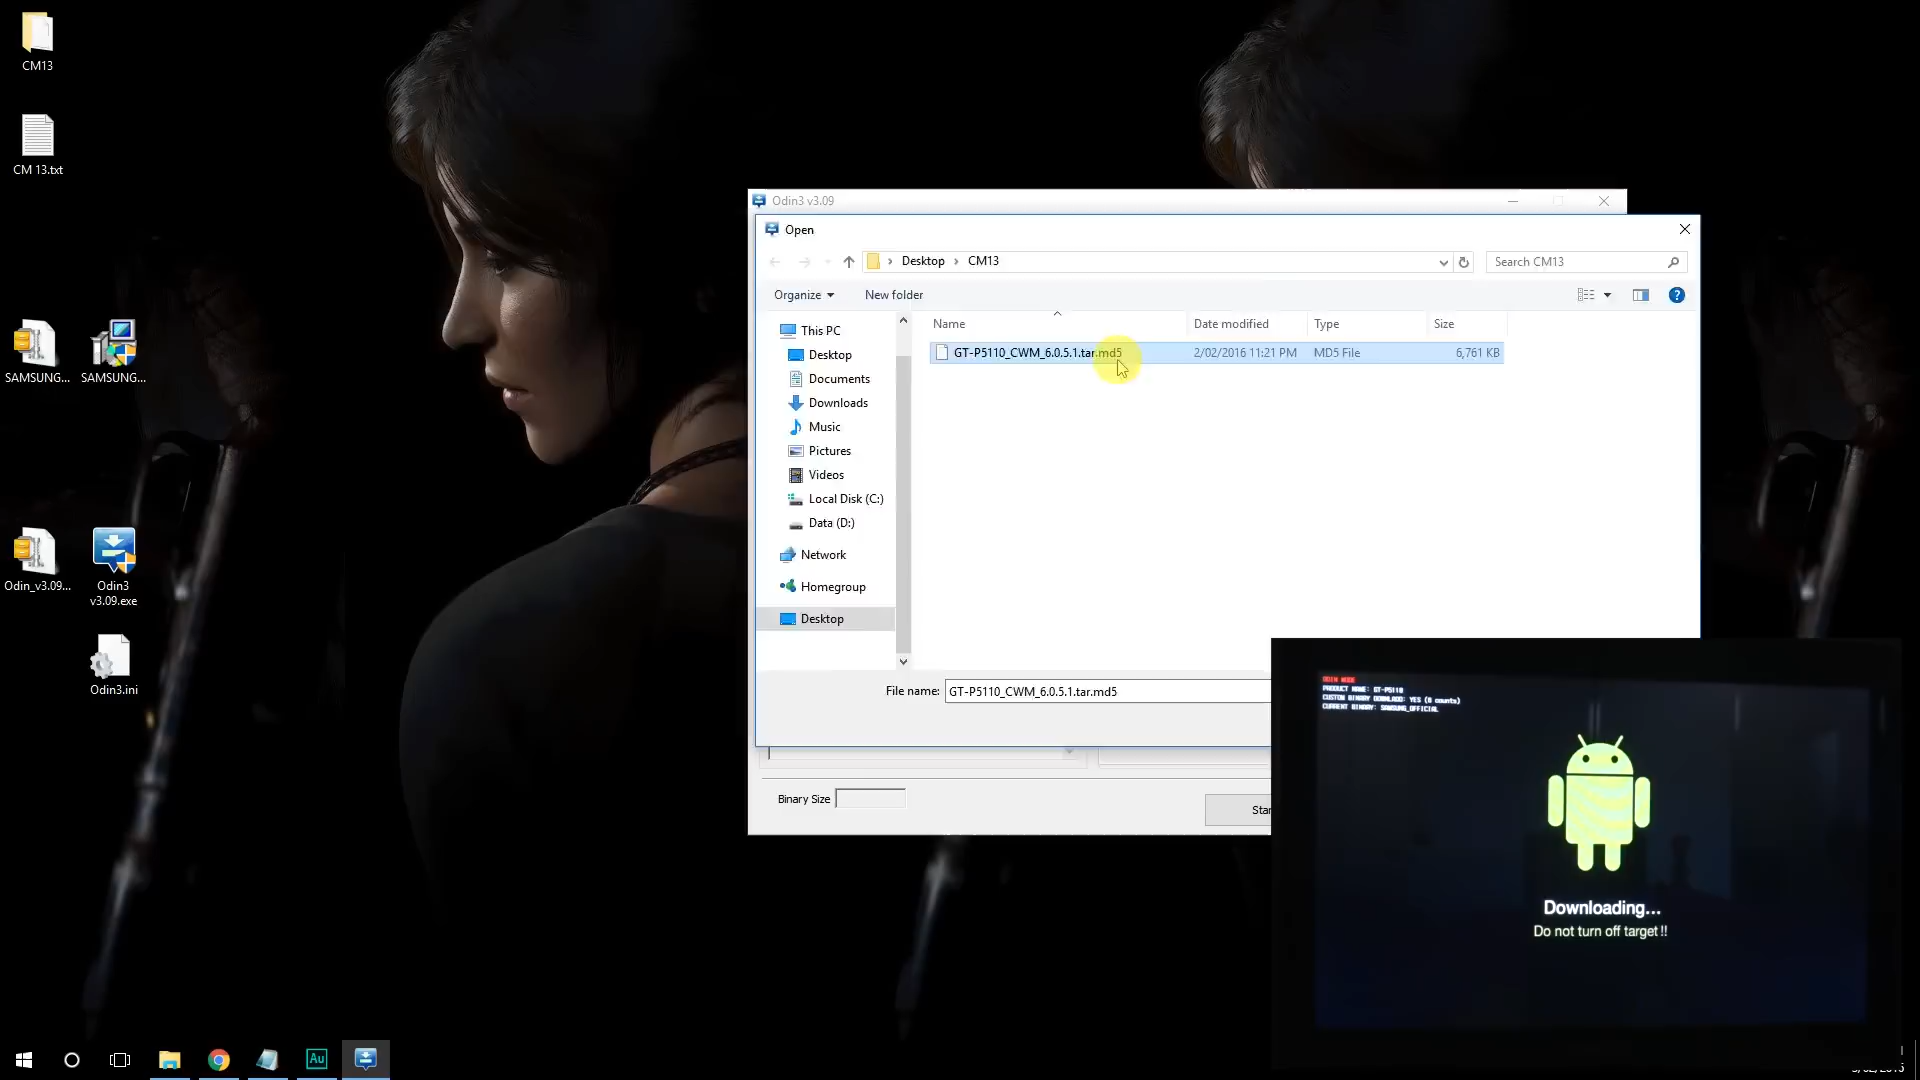 CM13
CM 13.txt
SAMSUNG...
SAMSUNG...
Odin_v3.09...
Odin3
v3.09.exe
Odin3.ini
Odin3 v3.09
Open
Desktop
CM13
Search CM13
Organize
New folder
Name
Date modified
Type
Size
This PC
Desktop
Documents
Downloads
Music
Pictures
Videos
Local Disk (C:)
Data (D:)
Network
Homegroup
Desktop
GT-P5110_CWM_6.0.5.1.tar.md5
2/02/2016 11:21 PM
MD5 File
6,761 KB
File name:
GT-P5110_CWM_6.0.5.1.tar.md5
Binary Size
Star
ODIN MODE
PRODUCT NAME: GT-P5110
CUSTOM BINARY DOWNLOAD: YES (8 counts)
CURRENT BINARY: SAMSUNG_OFFICIAL
Downloading...
Do not turn off target !!
Au